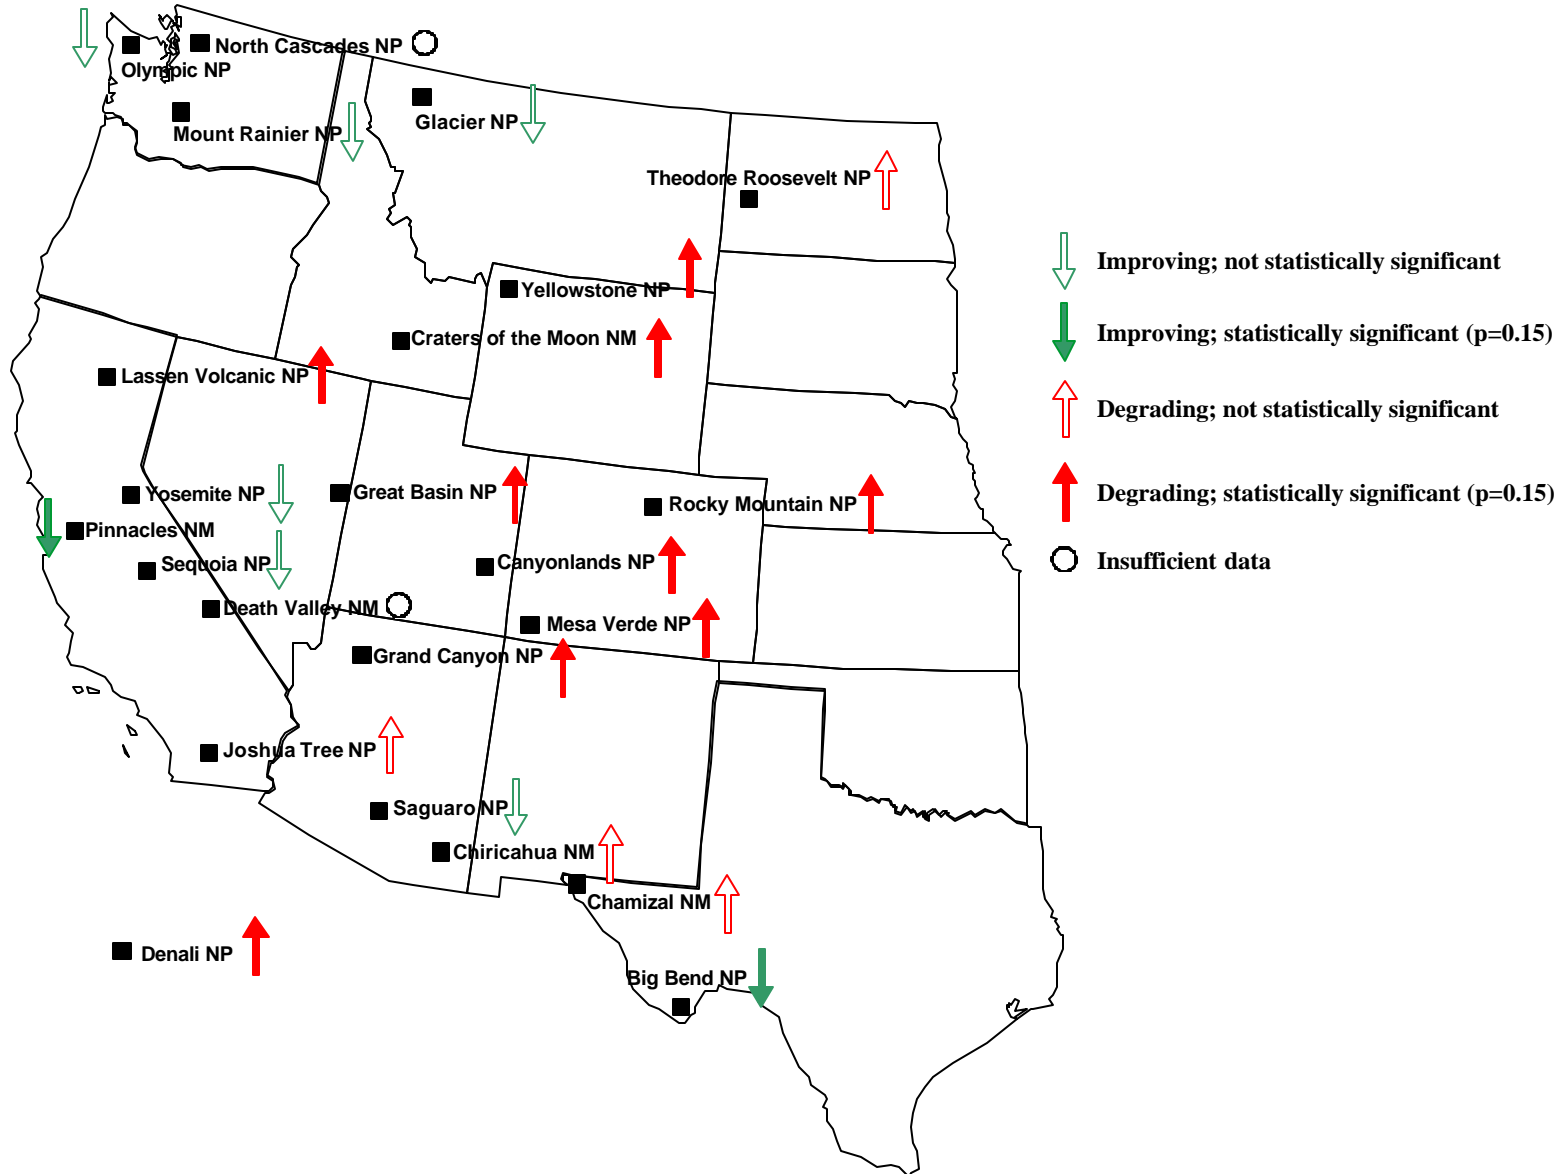 North Cascades NP
Olympic NP
Mount Rainier NP
Glacier NP
Theodore Roosevelt NP
Yellowstone NP
Craters of the Moon NM
Lassen Volcanic NP
Yosemite NP
Great Basin NP
Rocky Mountain NP
Pinnacles NM
Sequoia NP
Canyonlands NP
Death Valley NM
Mesa Verde NP
Grand Canyon NP
Joshua Tree NP
Saguaro NP
Chiricahua NM
Chamizal NM
Denali NP
Big Bend NP
Improving; not statistically significant
Improving; statistically significant (p=0.15)
Degrading; not statistically significant
Degrading; statistically significant (p=0.15)
Insufficient data